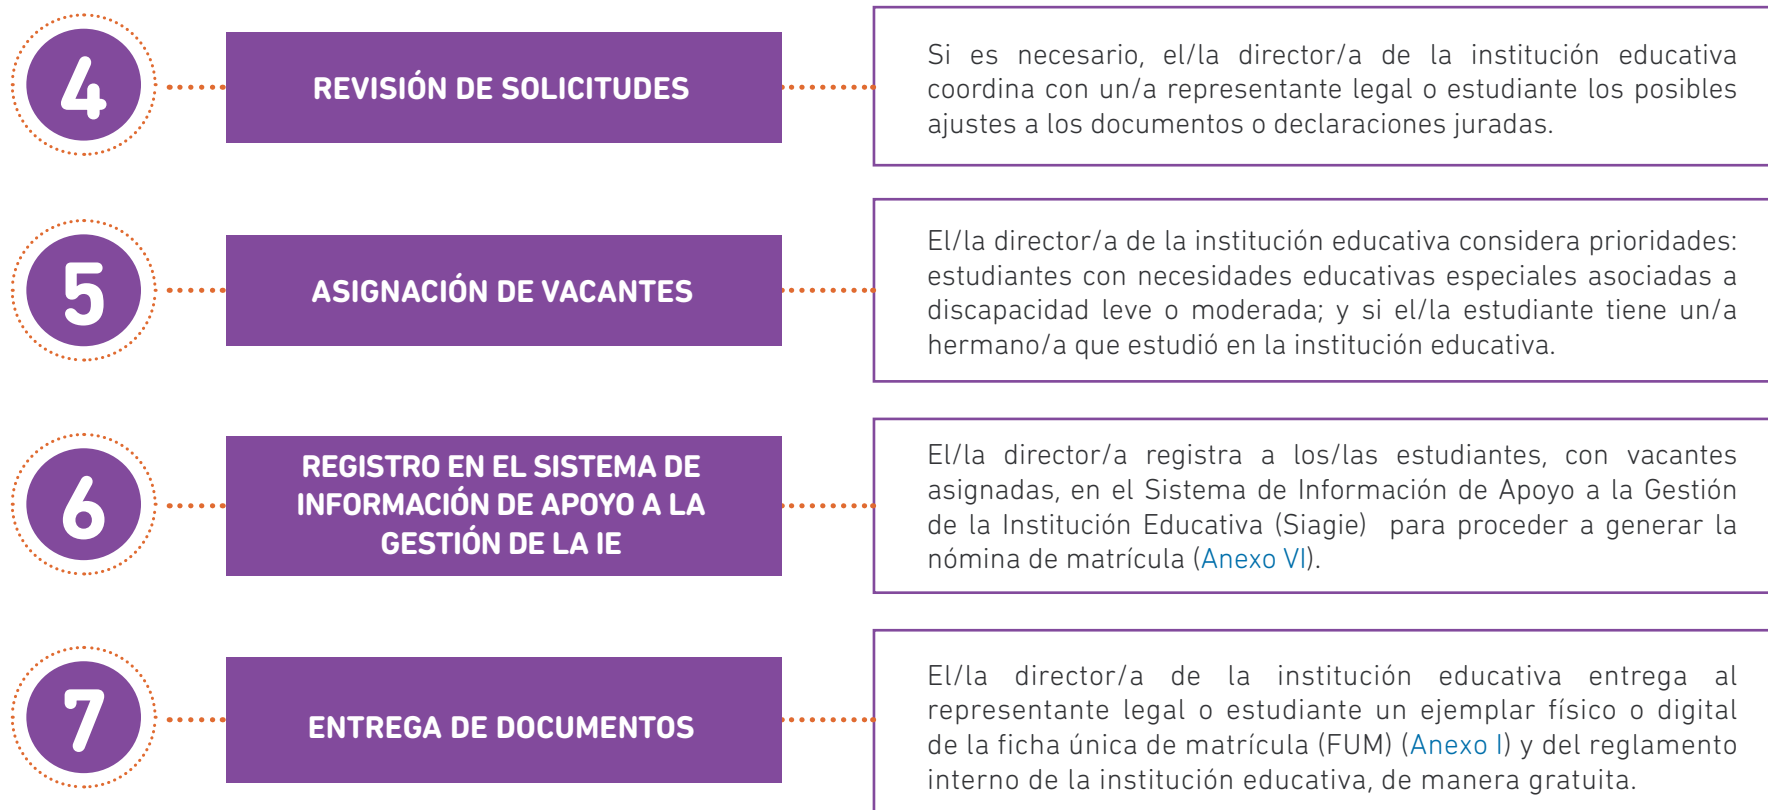 4
REVISIÓN DE SOLICITUDES
Si es necesario, el/la director/a de la institución educativa
coordina con un/a representante legal o estudiante los posibles
ajustes a los documentos o declaraciones juradas.
5
ASIGNACIÓN DE VACANTES
El/la director/a de la institución educativa considera prioridades:
estudiantes con necesidades educativas especiales asociadas a
discapacidad leve o moderada; y si el/la estudiante tiene un/a
hermano/a que estudió en la institución educativa.
6
REGISTRO EN EL SISTEMA DE
INFORMACIÓN DE APOYO A LA
GESTIÓN DE LA IE
El/la director/a registra a los/las estudiantes, con vacantes
asignadas, en el Sistema de Información de Apoyo a la Gestión
de la Institución Educativa (Siagie) para proceder a generar la
nómina de matrícula (Anexo VI).
7
ENTREGA DE DOCUMENTOS
El/la director/a de la institución educativa entrega al
representante legal o estudiante un ejemplar físico o digital
de la ficha única de matrícula (FUM) (Anexo I) y del reglamento
interno de la institución educativa, de manera gratuita.